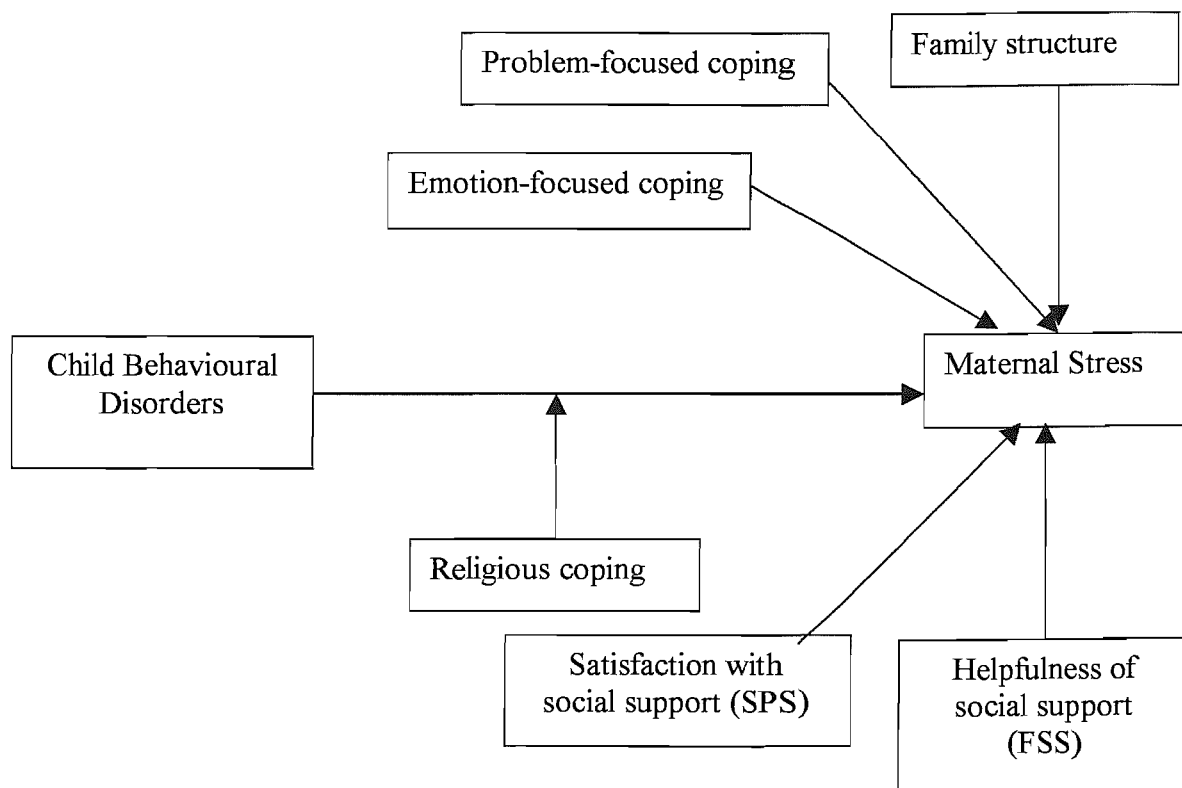 Family structure
Problem-focused coping
Emotion-focused coping
Child Behavioural
Disorders
Maternal Stress
Religious coping
Satisfaction with
social support (SPS)
Helpfulness of
social support
(FSS)